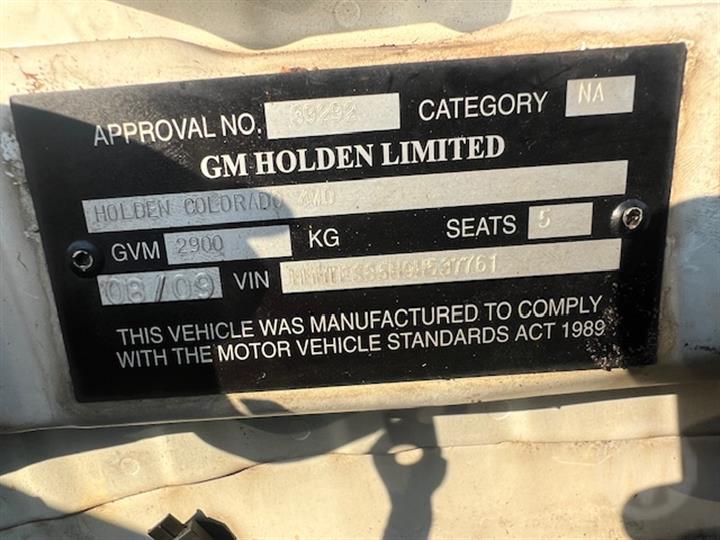 APPROVAL NO. 39292 CATEGORY NA
GM HOLDEN LIMITED
HOLDEN COLORADO 4WD
GVM 2900 KG SEATS 5
08/09 VIN
THIS VEHICLE WAS MANUFACTURED TO COMPLY
WITH THE MOTOR VEHICLE STANDARDS ACT 1989